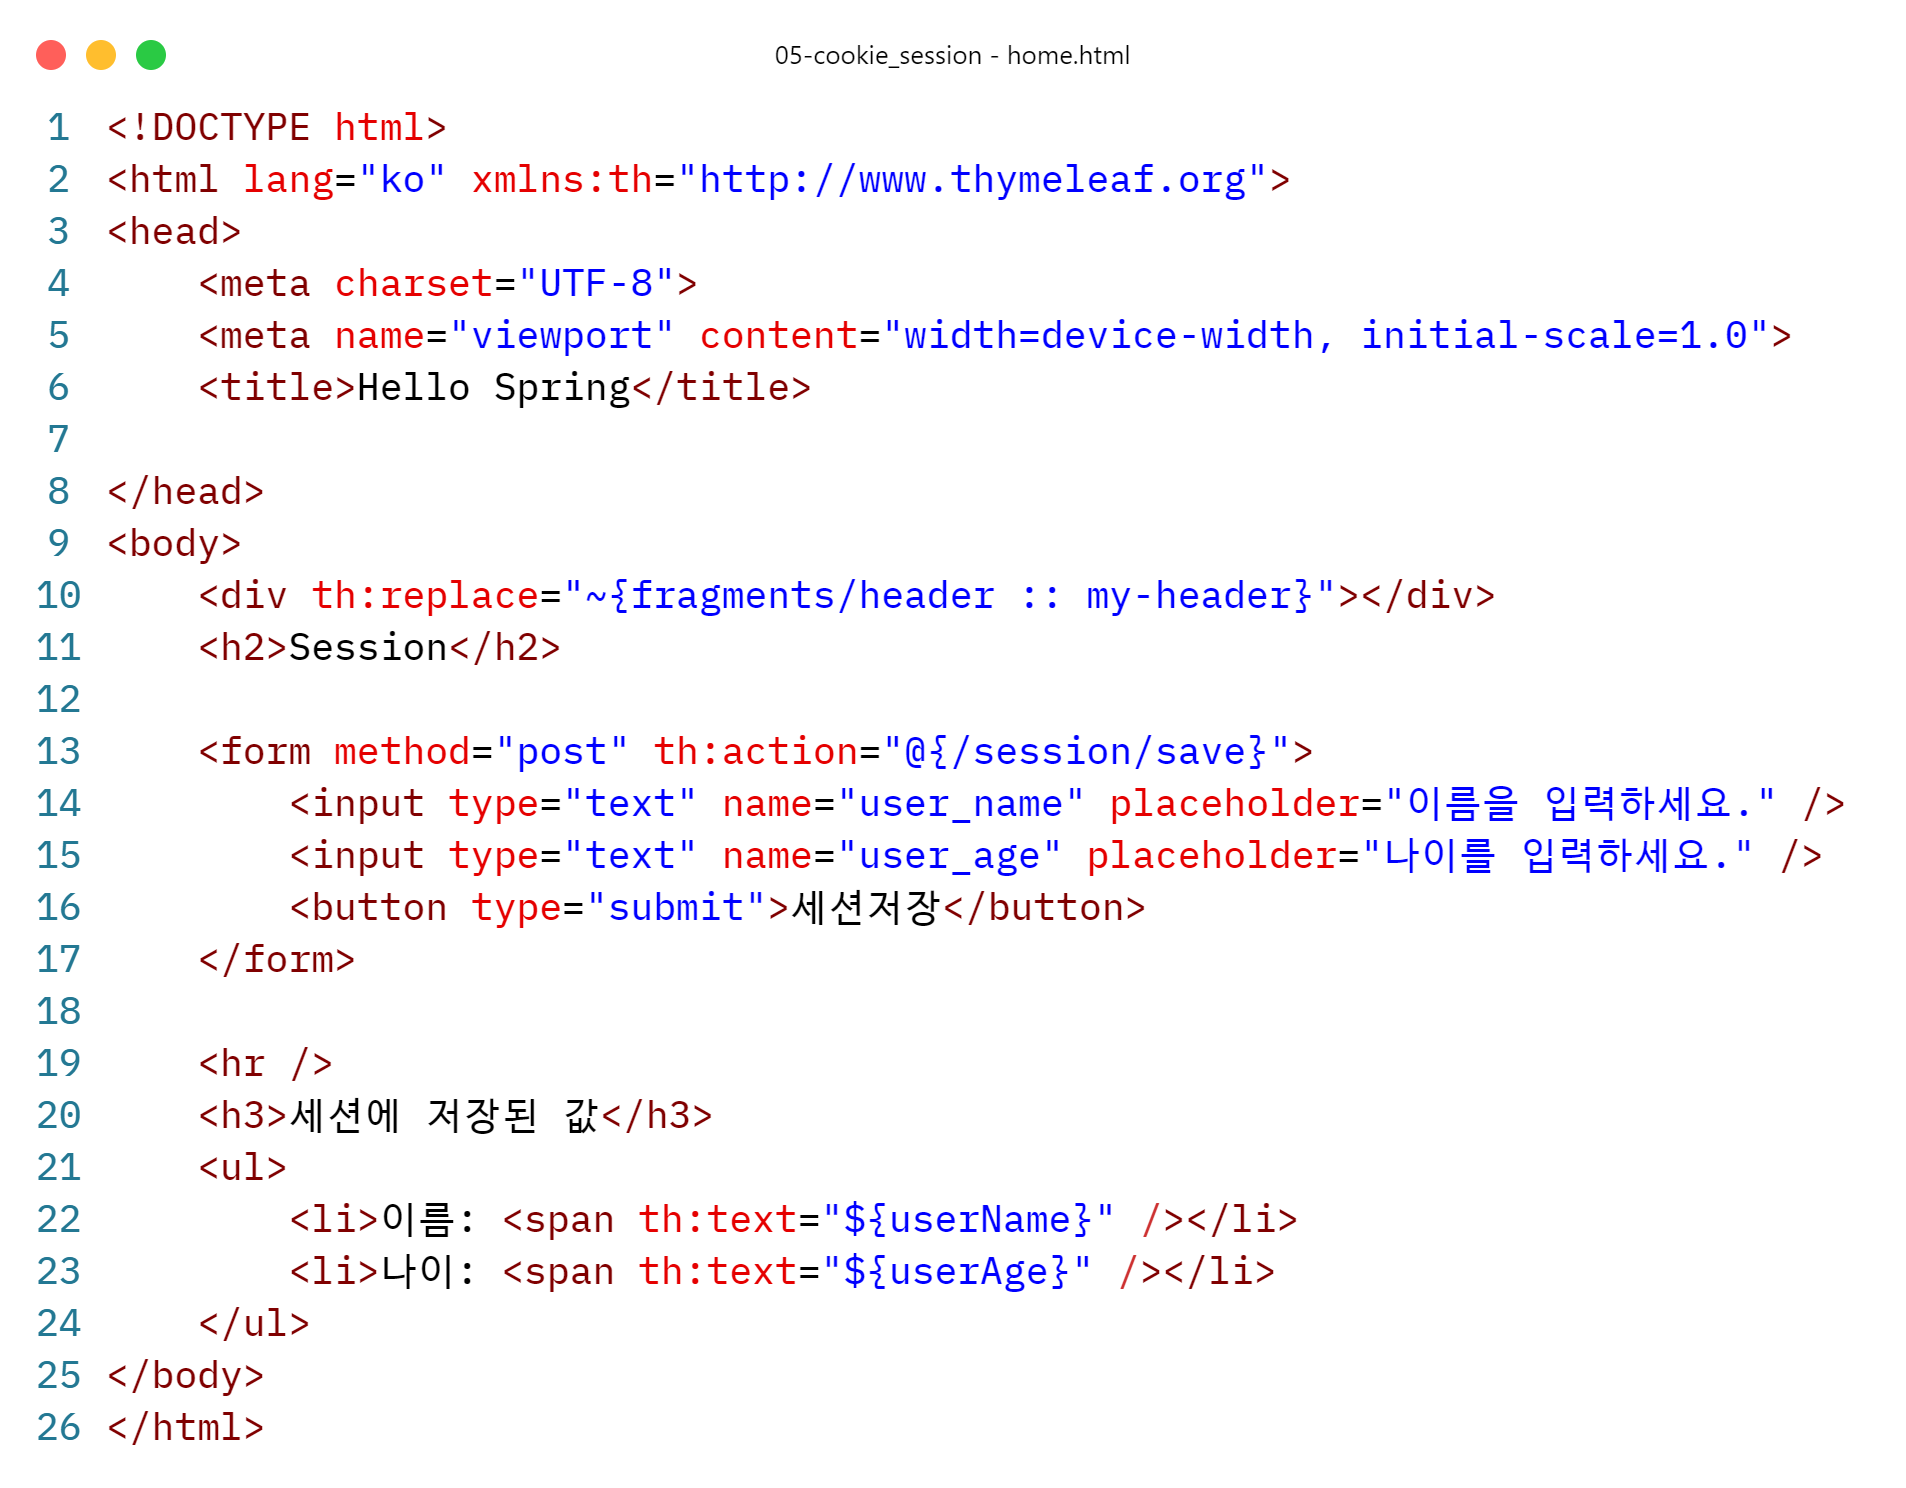 05-cookie_session - home.html
1 <!DOCTYPE html>
2 <html lang="ko" xmlns:th="http://www.thymeleaf.org">
3 <head>
4     <meta charset="UTF-8">
5     <meta name="viewport" content="width=device-width, initial-scale=1.0">
6     <title>Hello Spring</title>
7
8 </head>
9 <body>
10     <div th:replace="~{fragments/header :: my-header}"></div>
11     <h2>Session</h2>
12
13     <form method="post" th:action="@{/session/save}">
14         <input type="text" name="user_name" placeholder="이름을 입력하세요." />
15         <input type="text" name="user_age" placeholder="나이를 입력하세요." />
16         <button type="submit">세션저장</button>
17     </form>
18
19     <hr />
20     <h3>세션에 저장된 값</h3>
21     <ul>
22         <li>이름: <span th:text="${userName}" /></li>
23         <li>나이: <span th:text="${userAge}" /></li>
24     </ul>
25 </body>
26 </html>